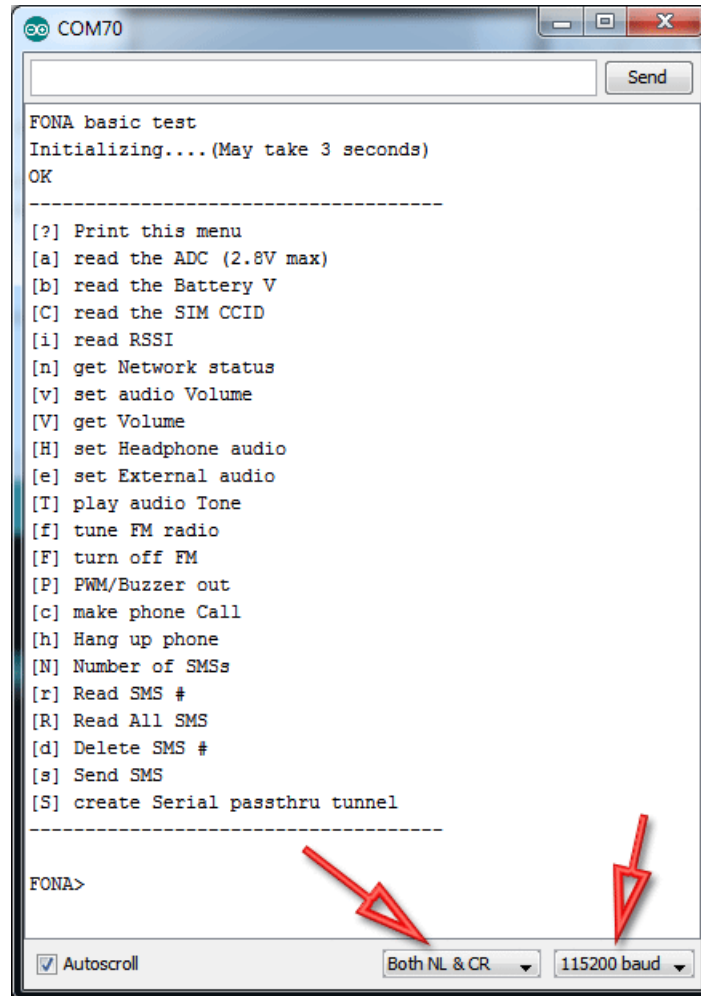 COM70
Send
FONA basic test
Initializing....(May take 3 seconds)
OK
-------------------------------------
[?] Print this menu
[a] read the ADC (2.8V max)
[b] read the Battery V
[C] read the SIM CCID
[i] read RSSI
[n] get Network status
[v] set audio Volume
[V] get Volume
[H] set Headphone audio
[e] set External audio
[T] play audio Tone
[f] tune FM radio
[F] turn off FM
[P] PWM/Buzzer out
[c] make phone Call
[h] Hang up phone
[N] Number of SMSs
[r] Read SMS #
[R] Read All SMS
[d] Delete SMS #
[s] Send SMS
[S] create Serial passthru tunnel
-------------------------------------
FONA>
Autoscroll Both NL & CR 115200 baud